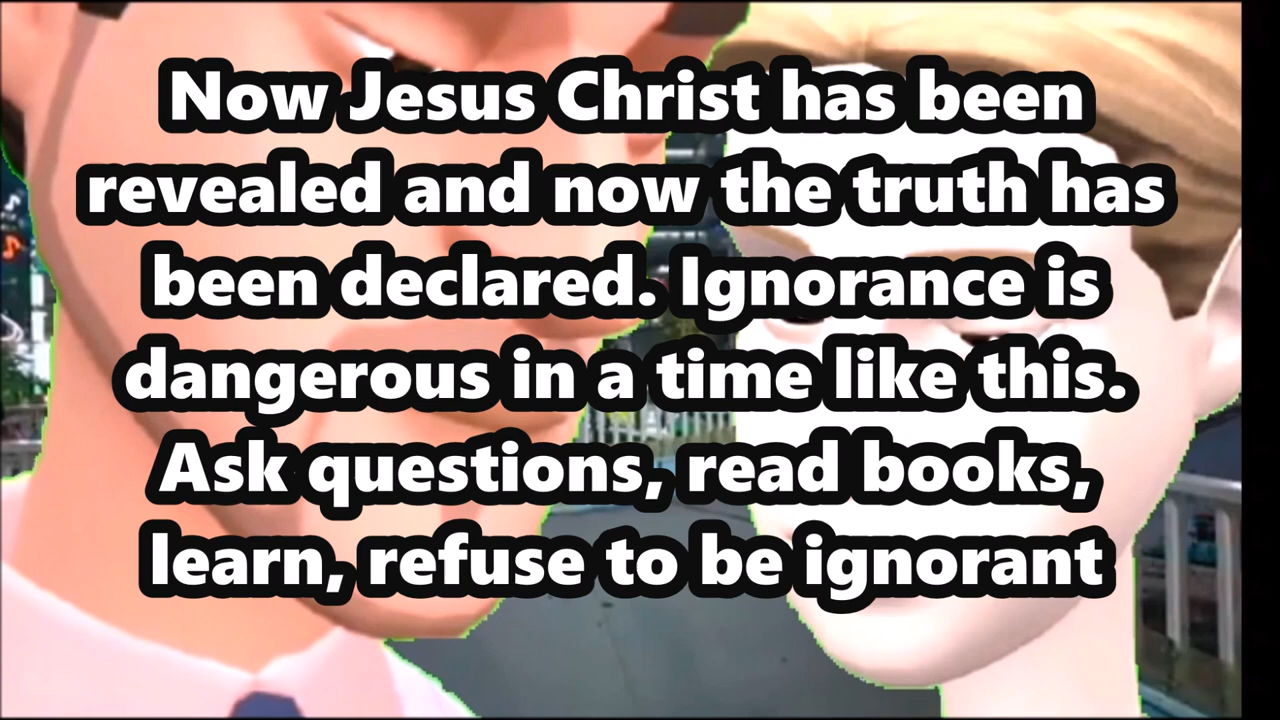 Now Jesus Christ has been
revealed and now the truth has
been declared. Ignorance is
dangerous in a time like this.
Ask questions, read books,
learn, refuse to be ignorant